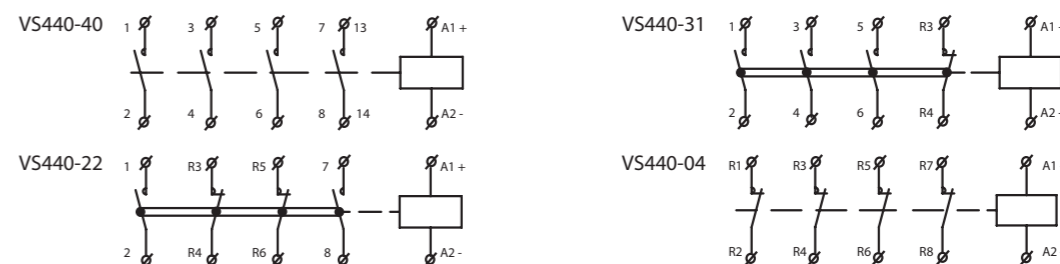 VS440-40 1 3 5 7 13 A1 +
2 4 6 8 14 A2 -
VS440-31 1 3 5 R3 A1 -
2 4 6 R4 A2 -
VS440-22 1 R3 R5 7 A1 +
2 R4 R6 8 A2 -
VS440-04 R1 R3 R5 R7 A1
R2 R4 R6 R8 A2